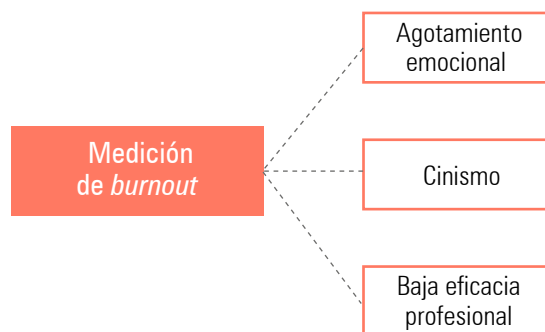 Agotamiento
emocional
Medición
de burnout
Cinismo
Baja eficacia
profesional